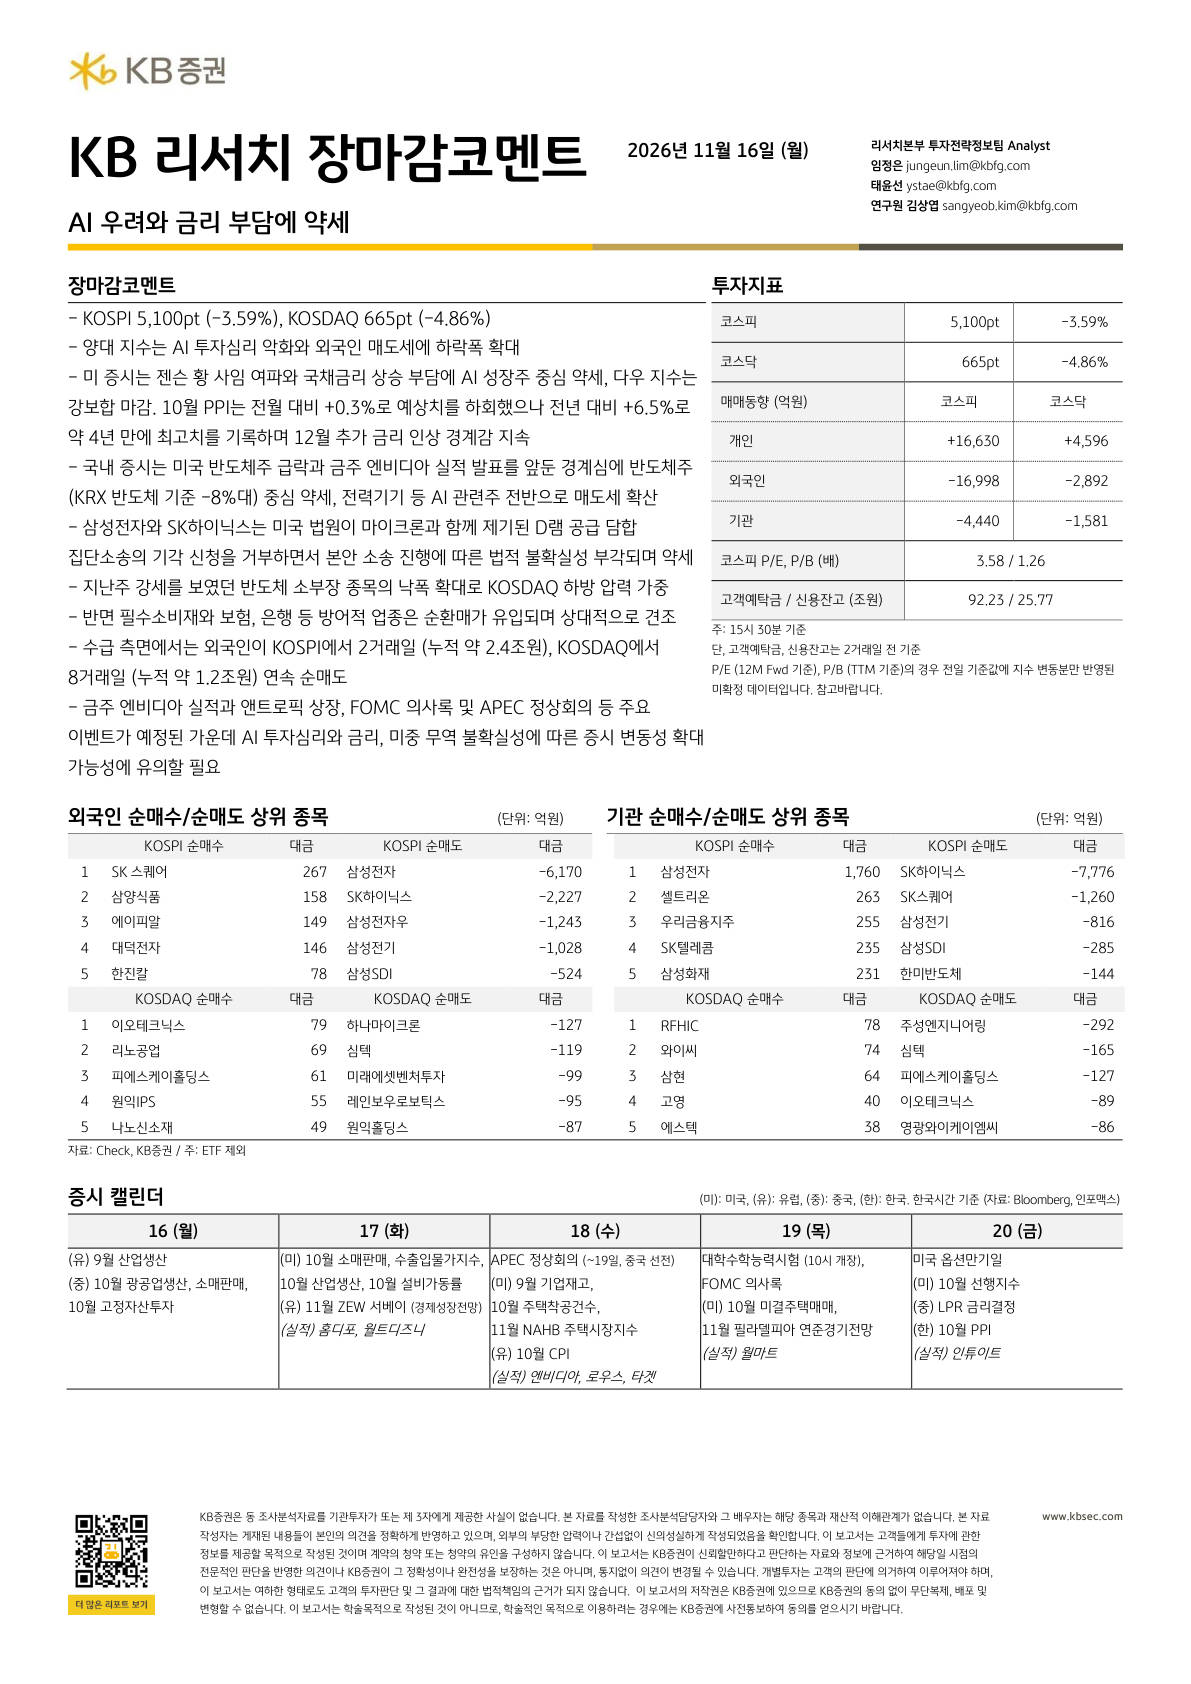 KB증권
KB 리서치 장마감코멘트
2026년 11월 16일 (월)
리서치본부 투자전략정보팀 Analyst
임정은 jungeun.lim@kbfg.com
태윤선 ystae@kbfg.com
연구원 김상엽 sangyeob.kim@kbfg.com
AI 우려와 금리 부담에 약세
장마감코멘트
- KOSPI 5,100pt (-3.59%), KOSDAQ 665pt (-4.86%)
- 양대 지수는 AI 투자심리 악화와 외국인 매도세에 하락폭 확대
- 미 증시는 젠슨 황 사임 여파와 국채금리 상승 부담에 AI 성장주 중심 약세, 다우 지수는
강보합 마감. 10월 PPI는 전월 대비 +0.3%로 예상치를 하회했으나 전년 대비 +6.5%로
약 4년 만에 최고치를 기록하며 12월 추가 금리 인상 경계감 지속
- 국내 증시는 미국 반도체주 급락과 금주 엔비디아 실적 발표를 앞둔 경계심에 반도체주
(KRX 반도체 기준 -8%대) 중심 약세, 전력기기 등 AI 관련주 전반으로 매도세 확산
- 삼성전자와 SK하이닉스는 미국 법원이 마이크론과 함께 제기된 D램 공급 담합
집단소송의 기각 신청을 거부하면서 본안 소송 진행에 따른 법적 불확실성 부각되며 약세
- 지난주 강세를 보였던 반도체 소부장 종목의 낙폭 확대로 KOSDAQ 하방 압력 가중
- 반면 필수소비재와 보험, 은행 등 방어적 업종은 순환매가 유입되며 상대적으로 견조
- 수급 측면에서는 외국인이 KOSPI에서 2거래일 (누적 약 2.4조원), KOSDAQ에서
8거래일 (누적 약 1.2조원) 연속 순매도
- 금주 엔비디아 실적과 앤트로픽 상장, FOMC 의사록 및 APEC 정상회의 등 주요
이벤트가 예정된 가운데 AI 투자심리와 금리, 미중 무역 불확실성에 따른 증시 변동성 확대
가능성에 유의할 필요
투자지표
코스피 5,100pt -3.59%
코스닥 665pt -4.86%
매매동향 (억원) 코스피 코스닥
개인 +16,630 +4,596
외국인 -16,998 -2,892
기관 -4,440 -1,581
코스피 P/E, P/B (배) 3.58 / 1.26
고객예탁금 / 신용잔고 (조원) 92.23 / 25.77
주: 15시 30분 기준
단, 고객예탁금, 신용잔고는 2거래일 전 기준
P/E (12M Fwd 기준), P/B (TTM 기준)의 경우 전일 기준값에 지수 변동분만 반영된
미확정 데이터입니다. 참고바랍니다.
외국인 순매수/순매도 상위 종목 (단위: 억원)
KOSPI 순매수 대금 KOSPI 순매도 대금
1 SK 스퀘어 267 삼성전자 -6,170
2 삼양식품 158 SK하이닉스 -2,227
3 에이피알 149 삼성전자우 -1,243
4 대덕전자 146 삼성전기 -1,028
5 한진칼 78 삼성SDI -524
KOSDAQ 순매수 대금 KOSDAQ 순매도 대금
1 이오테크닉스 79 하나마이크론 -127
2 리노공업 69 심텍 -119
3 피에스케이홀딩스 61 미래에셋벤처투자 -99
4 원익IPS 55 레인보우로보틱스 -95
5 나노신소재 49 원익홀딩스 -87
자료: Check, KB증권 / 주: ETF 제외
기관 순매수/순매도 상위 종목 (단위: 억원)
KOSPI 순매수 대금 KOSPI 순매도 대금
1 삼성전자 1,760 SK하이닉스 -7,776
2 셀트리온 263 SK스퀘어 -1,260
3 우리금융지주 255 삼성전기 -816
4 SK텔레콤 235 삼성SDI -285
5 삼성화재 231 한미반도체 -144
KOSDAQ 순매수 대금 KOSDAQ 순매도 대금
1 RFHIC 78 주성엔지니어링 -292
2 와이씨 74 심텍 -165
3 삼현 64 피에스케이홀딩스 -127
4 고영 40 이오테크닉스 -89
5 에스텍 38 영광와이케이엠씨 -86
증시 캘린더
(미): 미국, (유): 유럽, (중): 중국, (한): 한국. 한국시간 기준 (자료: Bloomberg, 인포맥스)
16 (월)
(유) 9월 산업생산
(중) 10월 광공업생산, 소매판매,
10월 고정자산투자
17 (화)
(미) 10월 소매판매, 수출입물가지수,
10월 산업생산, 10월 설비가동률
(유) 11월 ZEW 서베이 (경제성장전망)
(실적) 홈디포, 월트디즈니
18 (수)
APEC 정상회의 (~19일, 중국 선전)
(미) 9월 기업재고,
10월 주택착공건수,
11월 NAHB 주택시장지수
(유) 10월 CPI
(실적) 엔비디아, 로우스, 타겟
19 (목)
대학수학능력시험 (10시 개장),
FOMC 의사록
(미) 10월 미결주택매매,
11월 필라델피아 연준경기전망
(실적) 월마트
20 (금)
미국 옵션만기일
(미) 10월 선행지수
(중) LPR 금리결정
(한) 10월 PPI
(실적) 인튜이트
더 많은 리포트 보기
KB증권은 동 조사분석자료를 기관투자가 또는 제 3자에게 제공한 사실이 없습니다. 본 자료를 작성한 조사분석담당자와 그 배우자는 해당 종목과 재산적 이해관계가 없습니다. 본 자료
작성자는 게재된 내용들이 본인의 의견을 정확하게 반영하고 있으며, 외부의 부당한 압력이나 간섭없이 신의성실하게 작성되었음을 확인합니다. 이 보고서는 고객들에게 투자에 관한
정보를 제공할 목적으로 작성된 것이며 계약의 청약 또는 청약의 유인을 구성하지 않습니다. 이 보고서는 KB증권이 신뢰할만하다고 판단하는 자료와 정보에 근거하여 해당일 시점의
전문적인 판단을 반영한 의견이나 KB증권이 그 정확성이나 완전성을 보장하는 것은 아니며, 통지없이 의견이 변경될 수 있습니다. 개별투자는 고객의 판단에 의거하여 이루어져야 하며,
이 보고서는 여하한 형태로도 고객의 투자판단 및 그 결과에 대한 법적책임의 근거가 되지 않습니다. 이 보고서의 저작권은 KB증권에 있으므로 KB증권의 동의 없이 무단복제, 배포 및
변형할 수 없습니다. 이 보고서는 학술목적으로 작성된 것이 아니므로, 학술적인 목적으로 이용하려는 경우에는 KB증권에 사전통보하여 동의를 얻으시기 바랍니다.
www.kbsec.com